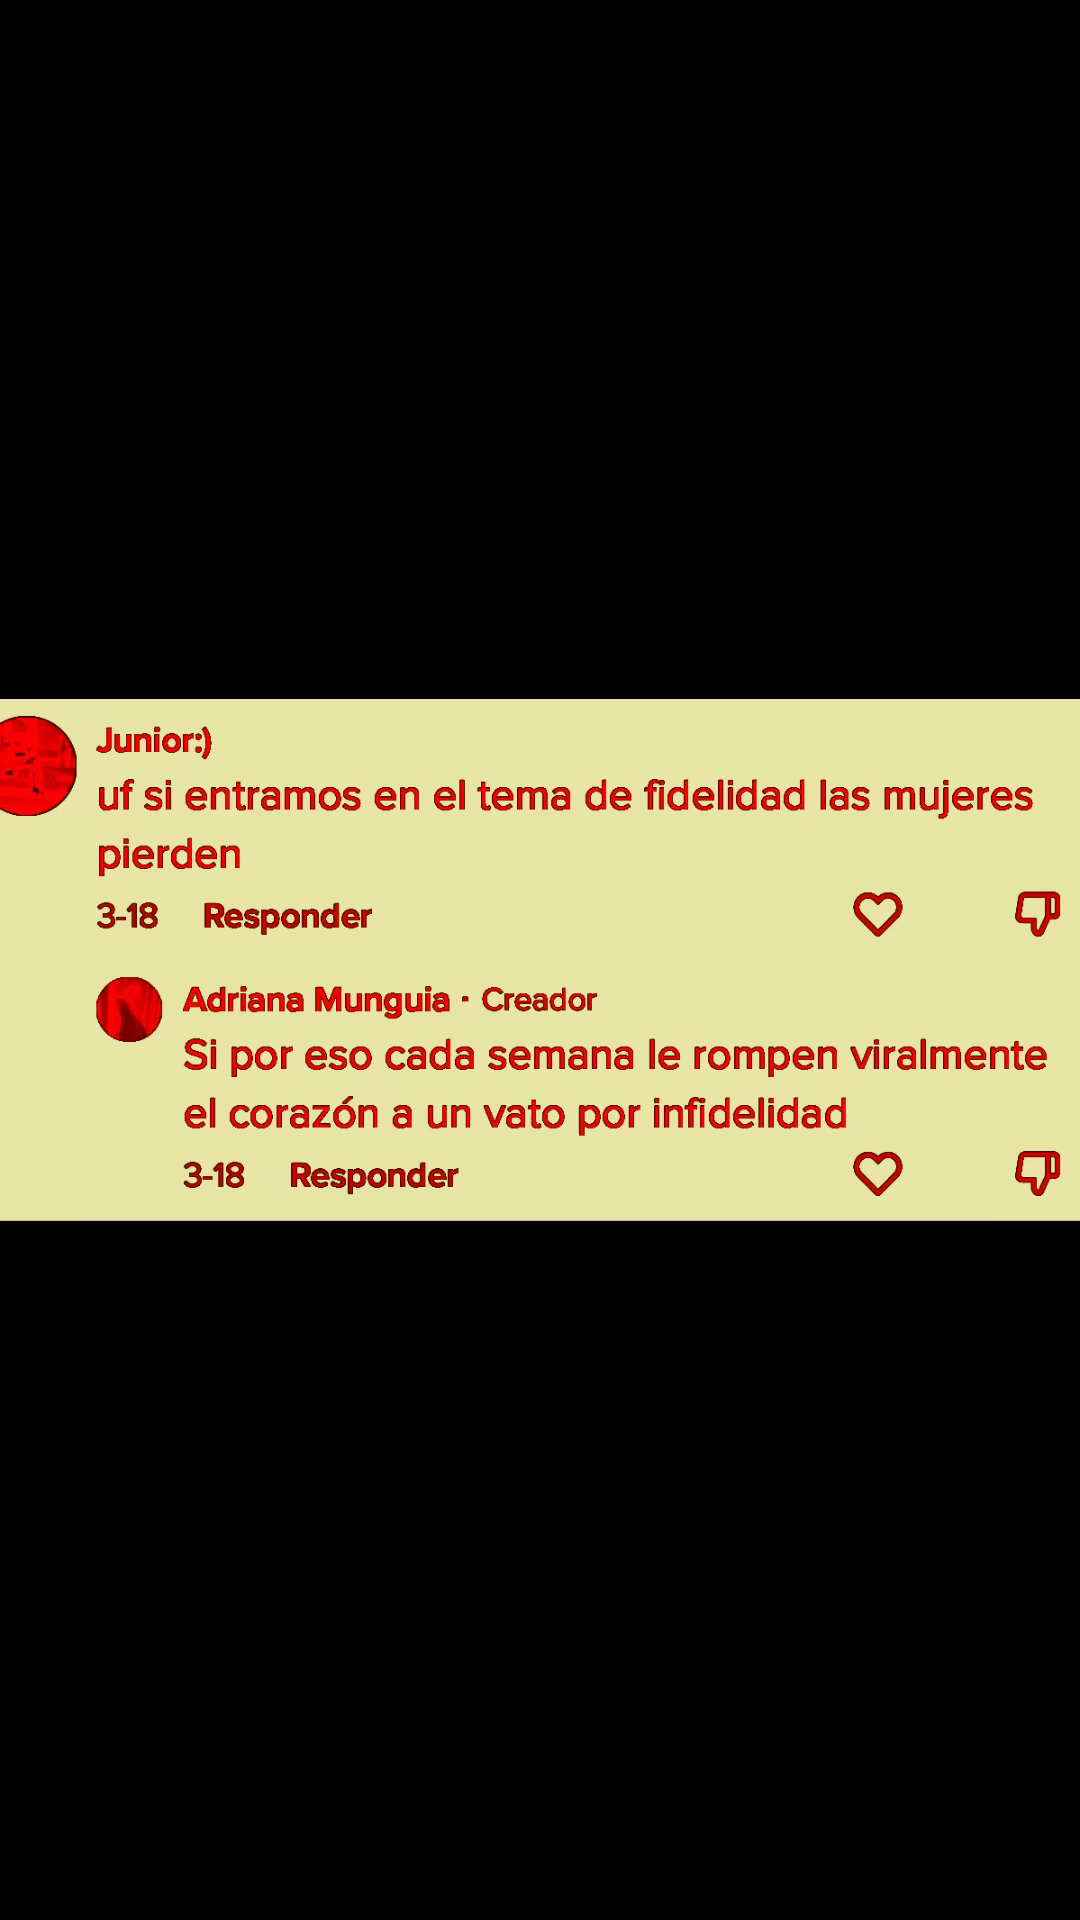 Junior:)
uf si entramos en el tema de fidelidad las mujeres
pierden
3-18 Responder
Adriana Munguia · Creador
Si por eso cada semana le rompen viralmente
el corazón a un vato por infidelidad
3-18 Responder